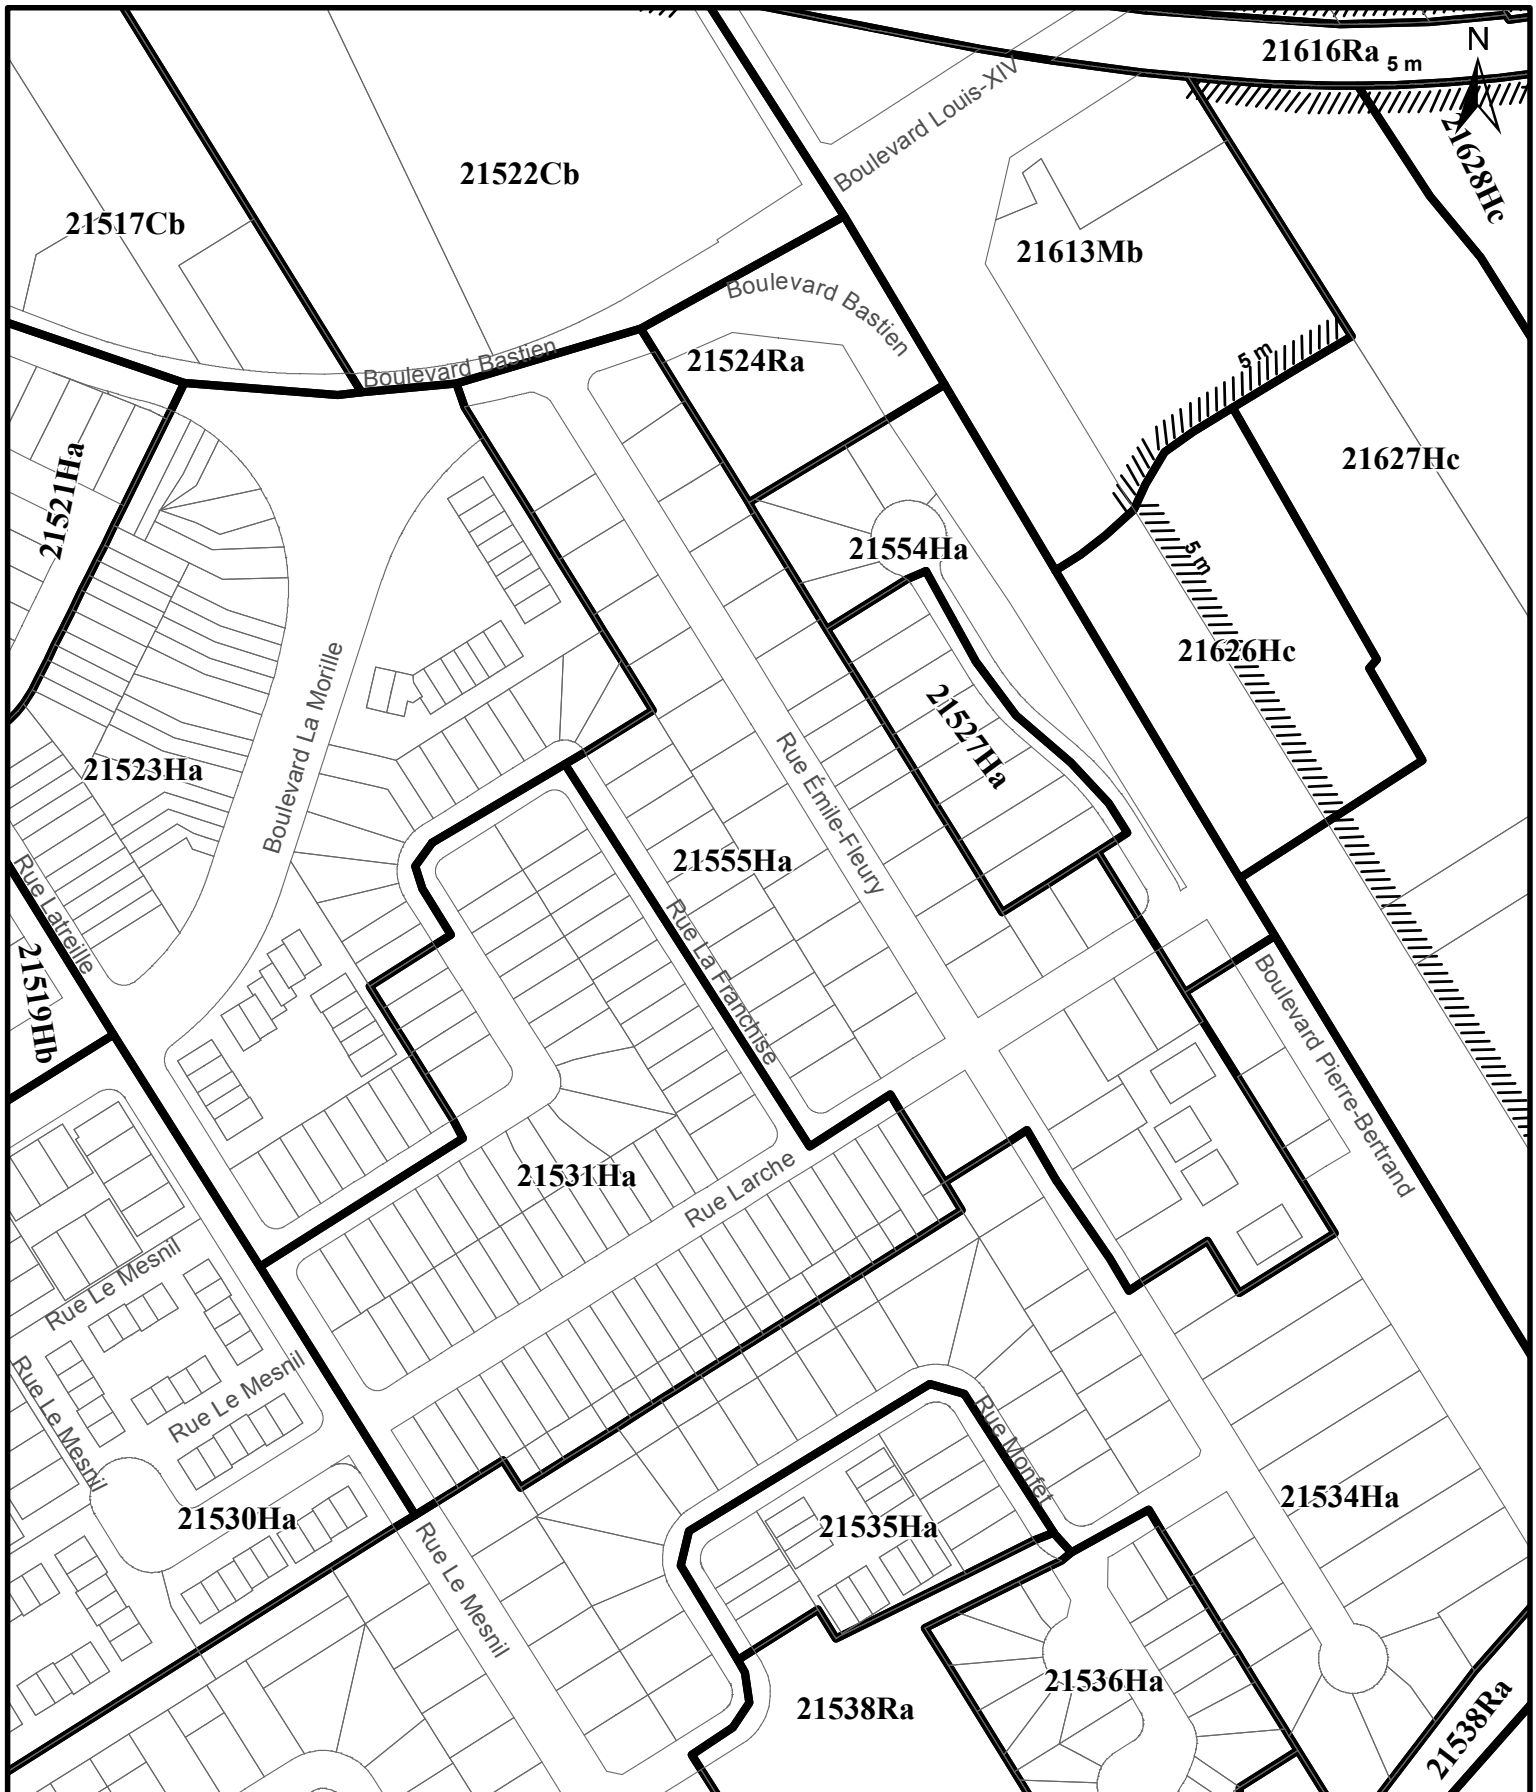 21616Ra
5 m
N
Boulevard Louis-XIV
21628Hc
21522Cb
21517Cb
21613Mb
Boulevard Bastien
5 m
Boulevard Bastien
21524Ra
21627Hc
21521Ha
21554Ha
5 m
21626Hc
Boulevard La Morille
21527Ha
21523Ha
Rue Émile-Fleury
21555Ha
Rue Latreille
Rue La Franchise
21519Hb
Boulevard Pierre-Bertrand
21531Ha
Rue Larche
Rue Le Mesnil
Rue Le Mesnil
Rue Le Mesnil
Rue Monfet
21534Ha
21530Ha
21535Ha
Rue Le Mesnil
21536Ha
21538Ra
21538Ra